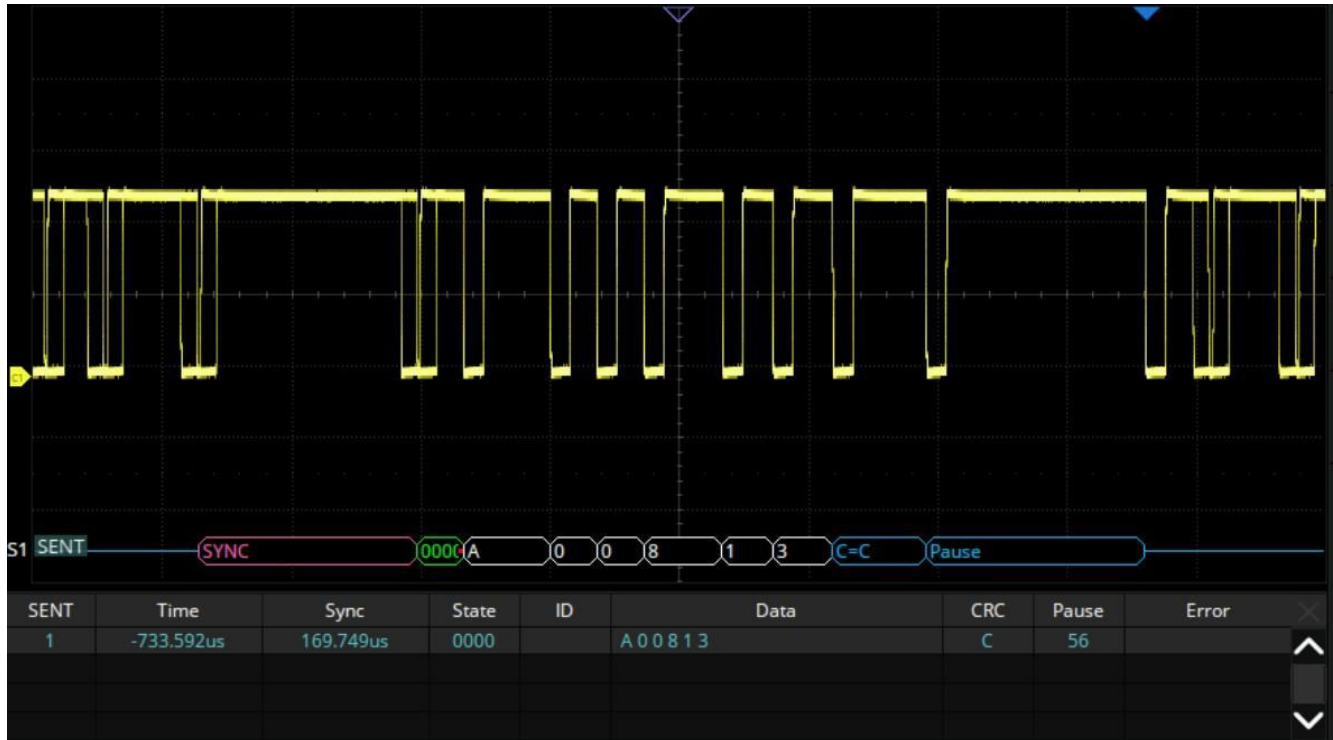 C1
S1 SENT SYNC 0000 A 0 0 8 1 3 C=C Pause
SENT Time Sync State ID Data CRC Pause Error
1 -733.592us 169.749us 0000 A 0 0 8 1 3 C 56